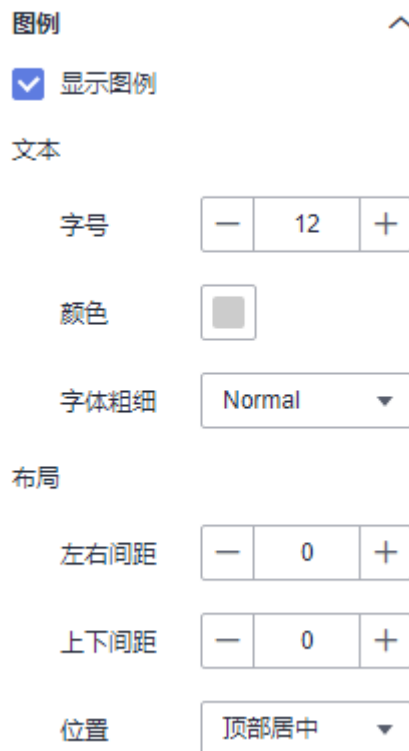 图例
显示图例
文本
字号 12
颜色
字体粗细 Normal
布局
左右间距 0
上下间距 0
位置 顶部居中